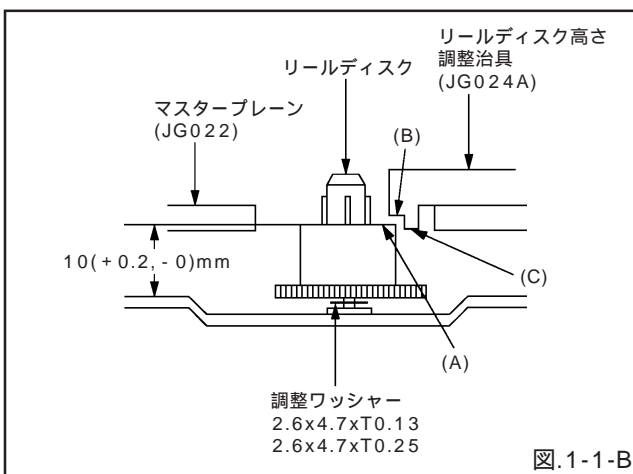 リールディスク高さ
調整治具
(JG024A)
リールディスク
マスタープレーン
(JG022)
(B)
10(+0.2,-0)mm
(C)
(A)
調整ワッシャー
2.6x4.7xT0.13
2.6x4.7xT0.25
図.1-1-B